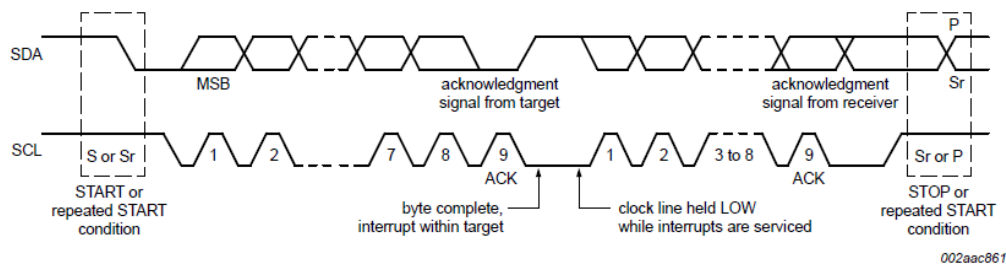 P
SDA
MSB
acknowledgment
signal from target
acknowledgment
signal from receiver
Sr
SCL
S or Sr
1
2
7
8
9
1
2
3 to 8
9
Sr or P
ACK
ACK
START or
repeated START
condition
byte complete,
interrupt within target
clock line held LOW
while interrupts are serviced
STOP or
repeated START
condition
002aac861